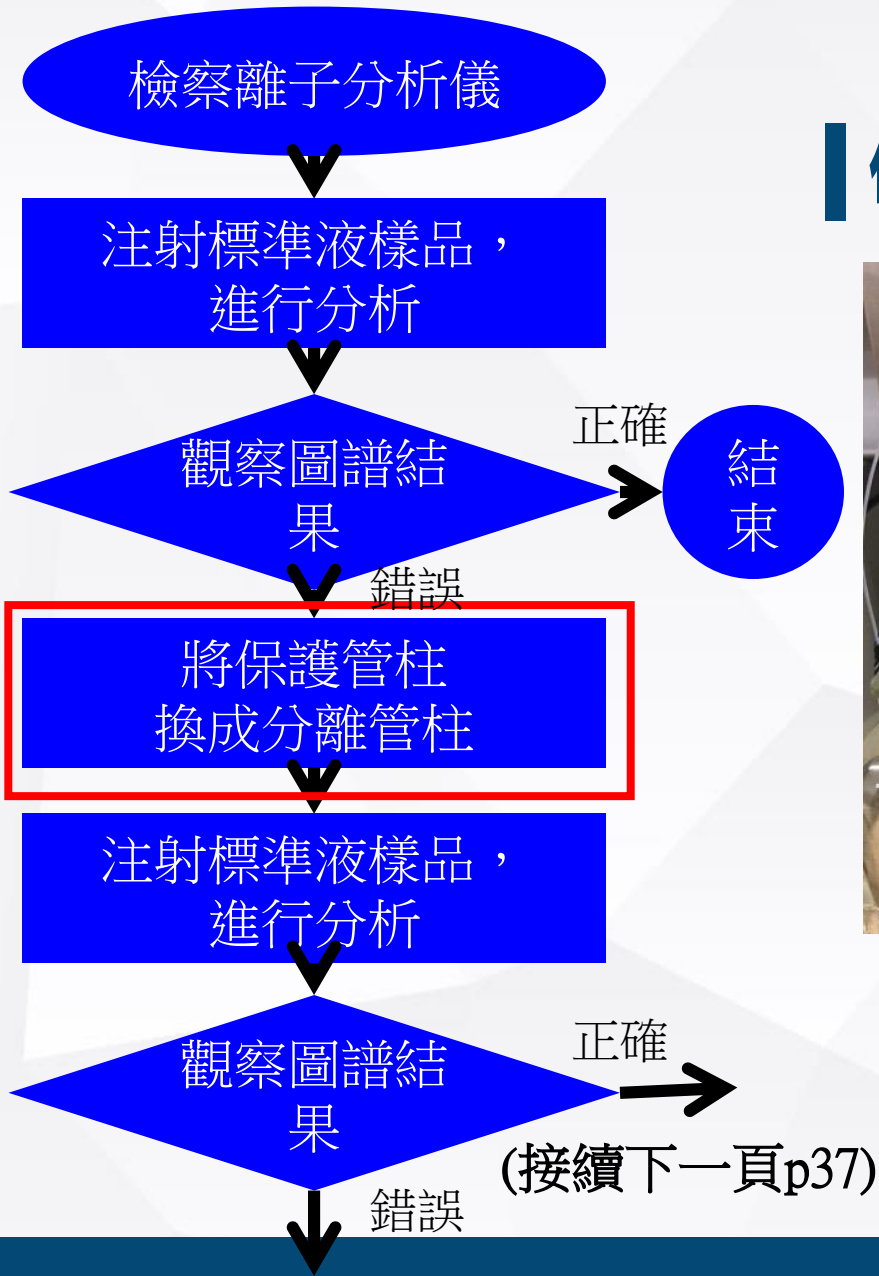 檢察離子分析儀
注射標準液樣品，
進行分析
觀察圖譜結
果
正確
結
束
錯誤
將保護管柱
換成分離管柱
注射標準液樣品，
進行分析
觀察圖譜結
果
正確
(接續下一頁p37)
錯誤